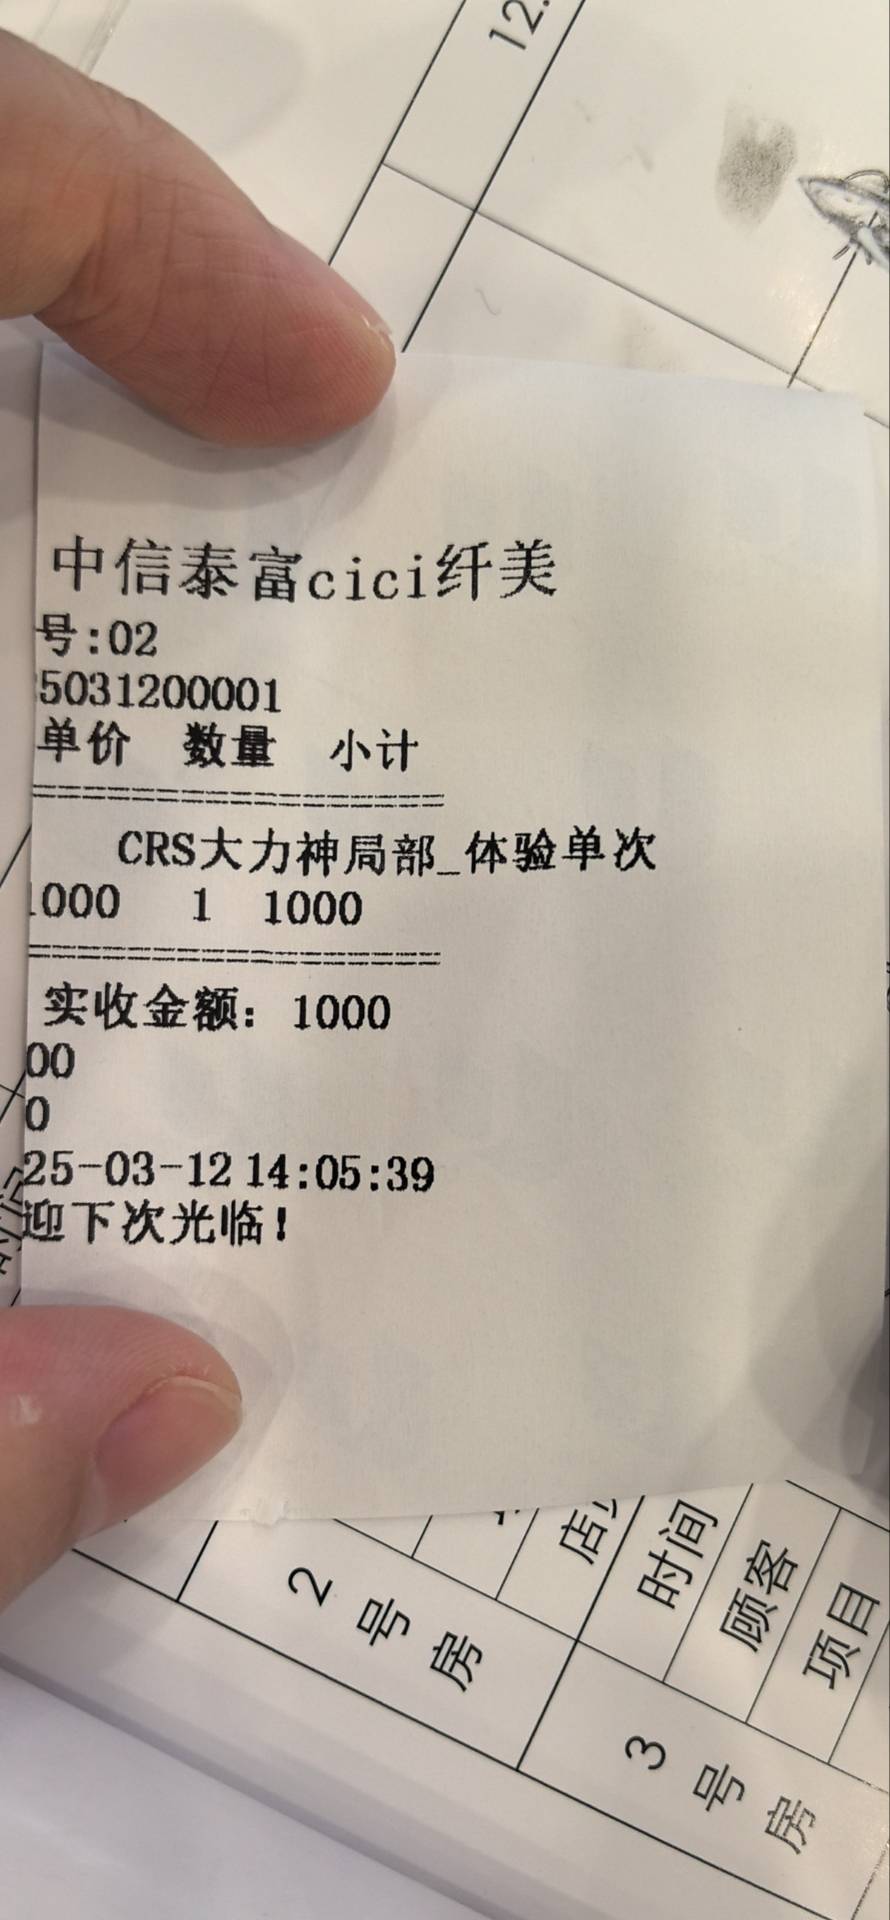 12.
中信泰富cici纤美
号:02
5031200001
单价 数量 小计
CRS大力神局部_体验单次
1000 1 1000
实收金额: 1000
00
0
25-03-12 14:05:39
迎下次光临!
2号房
时间
顾客
项目
3号房